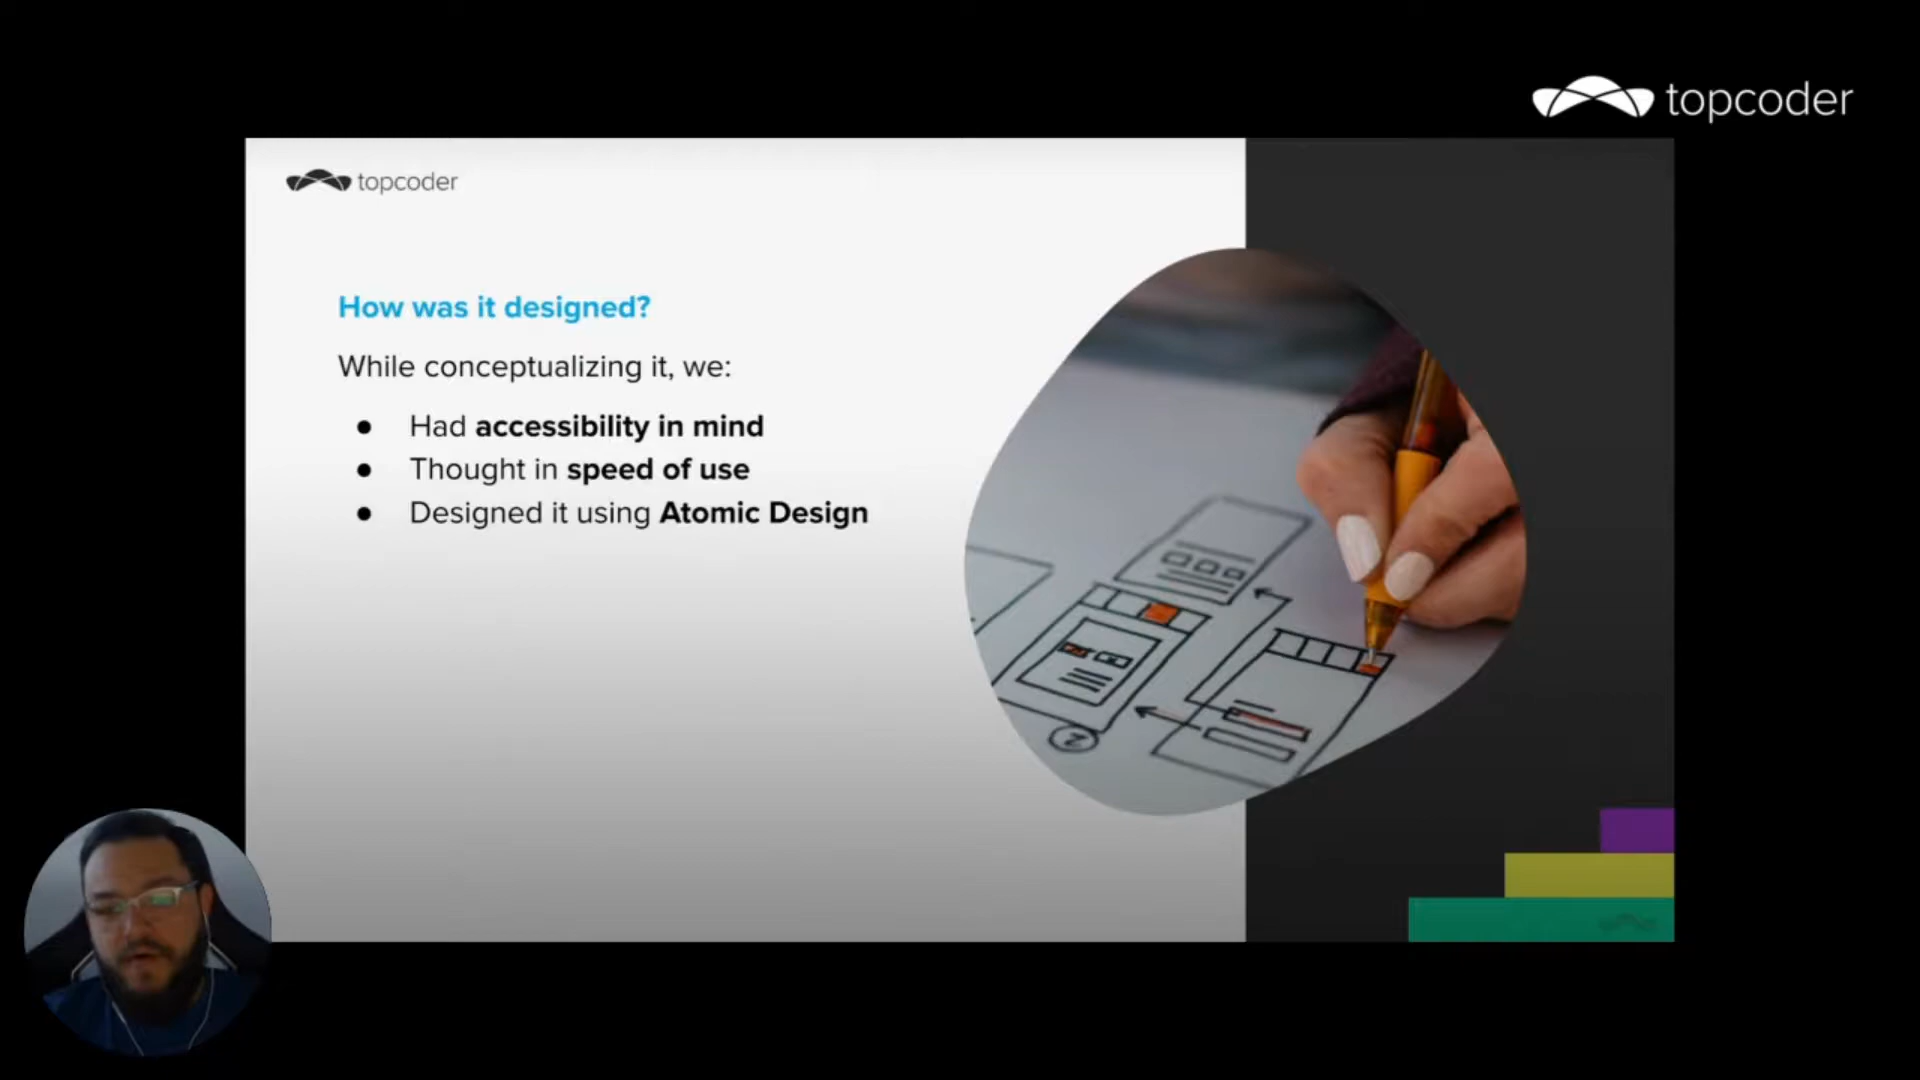 topcoder
topcoder
How was it designed?
While conceptualizing it, we:
● Had accessibility in mind
● Thought in speed of use
● Designed it using Atomic Design
2